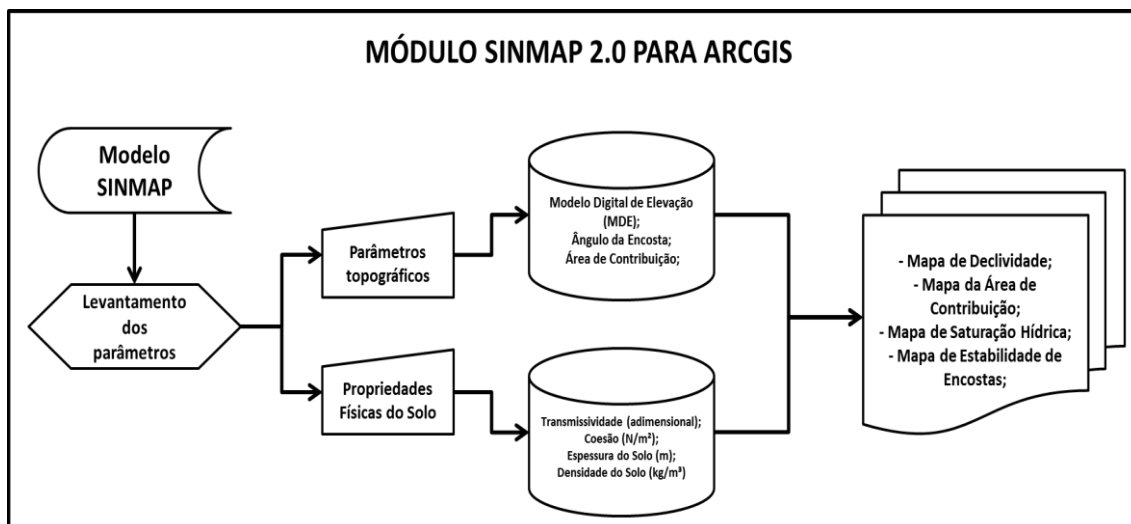 MÓDULO SINMAP 2.0 PARA ARCGIS
Modelo
SINMAP
Levantamento
dos
parâmetros
Parâmetros
topográficos
Modelo Digital de Elevação
(MDE);
Ângulo da Encosta;
Área de Contribuição;
Propriedades
Físicas do Solo
Transmissividade (adimensional);
Coesão (N/m²);
Espessura do Solo (m);
Densidade do Solo (kg/m³)
- Mapa de Declividade;
- Mapa da Área de
Contribuição;
- Mapa de Saturação Hídrica;
- Mapa de Estabilidade de
Encostas;